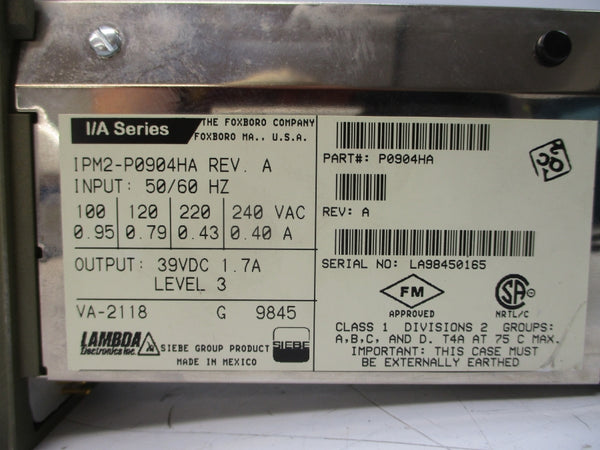 I/A Series
THE FOXBORO COMPANY
FOXBORO MA., U.S.A.
IPM2-P0904HA REV. A
INPUT: 50/60 HZ
100 120 220 240 VAC
0.95 0.79 0.43 0.40 A
OUTPUT: 39VDC 1.7A
LEVEL 3
VA-2118 G 9845
LAMBDA
Electronics Inc.
SIEBE GROUP PRODUCT
MADE IN MEXICO
SIEBE
PART#: P0904HA
REV: A
SERIAL NO: LA98450165
FM
APPROVED
SA
NRTL/C
CLASS 1 DIVISIONS 2 GROUPS:
A,B,C, AND D. T4A AT 75 C MAX.
IMPORTANT: THIS CASE MUST
BE EXTERNALLY EARTHED